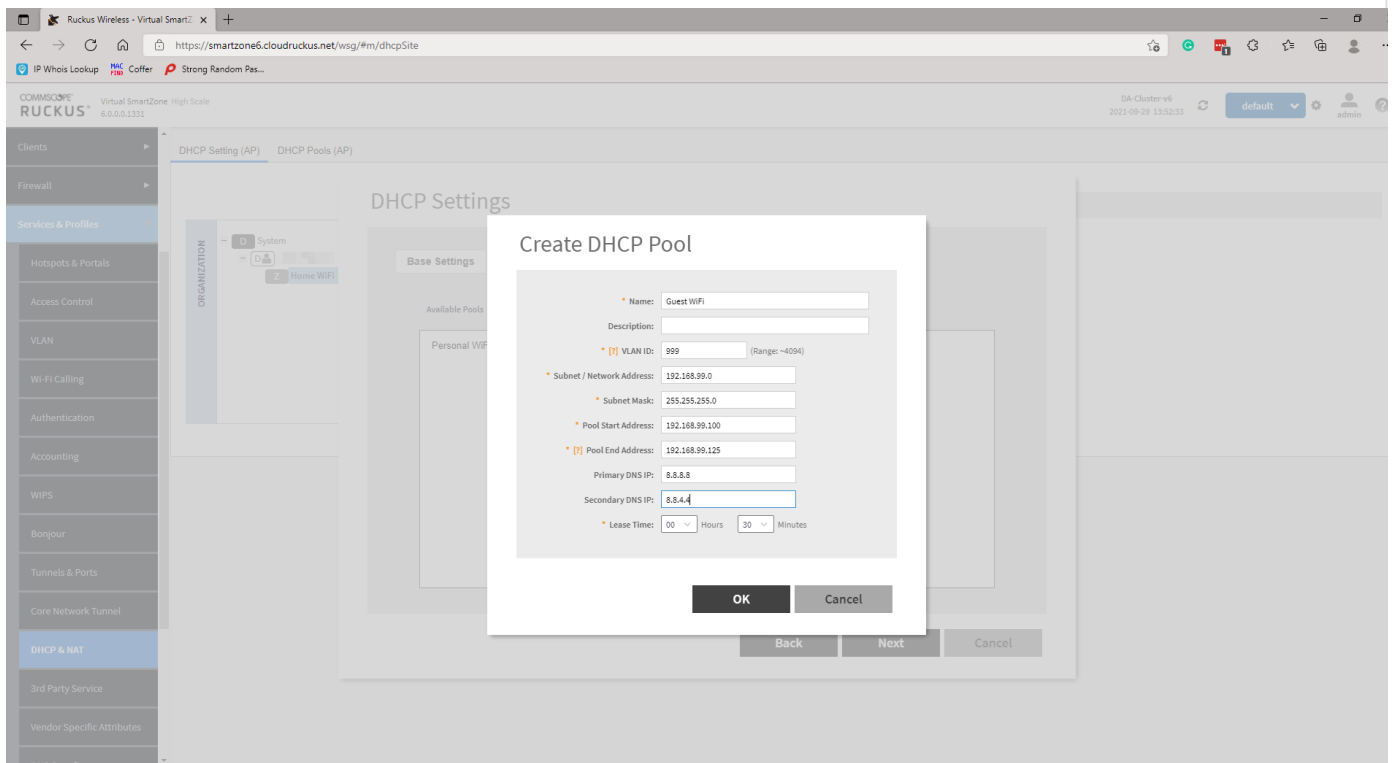 Ruckus Wireless - Virtual SmartZ
https://smartzone6.cloudruckus.net/wsg/#m/dhcpSite
IP Whois Lookup
MAC FIND
Coffer
Strong Random Pas...
COMMSCOPE
RUCKUS
Virtual SmartZone High Scale
6.0.0.0.1331
DA-Cluster-v6
2021-09-29 13:52:33
default
admin
Clients
Firewall
Services & Profiles
Hotspots & Portals
Access Control
VLAN
Wi-Fi Calling
Authentication
Accounting
WIPS
Bonjour
Tunnels & Ports
Core Network Tunnel
DHCP & NAT
3rd Party Service
Vendor Specific Attributes
DHCP Setting (AP)
DHCP Pools (AP)
ORGANIZATION
D System
D
Z Home WiFi
DHCP Settings
Base Settings
Available Pools
Personal WiF
Create DHCP Pool
* Name: Guest WiFi
Description:
* [?] VLAN ID: 999 (Range: ~4094)
* Subnet / Network Address: 192.168.99.0
* Subnet Mask: 255.255.255.0
* Pool Start Address: 192.168.99.100
* [?] Pool End Address: 192.168.99.125
Primary DNS IP: 8.8.8.8
Secondary DNS IP: 8.8.4.4
* Lease Time: 00 Hours 30 Minutes
OK
Cancel
Back
Next
Cancel